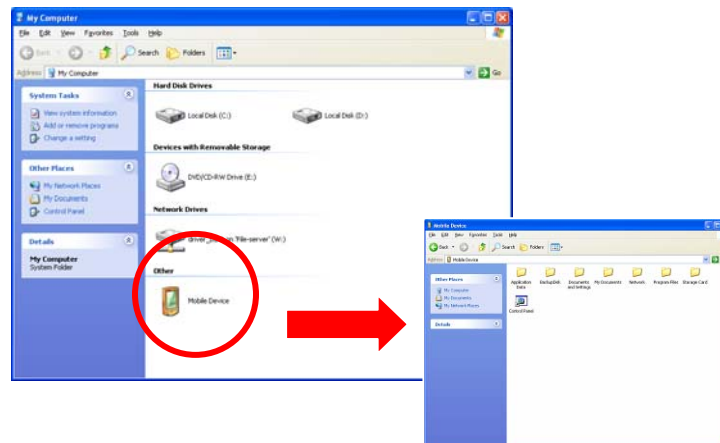 My Computer
File Edit View Favorites Tools Help
Back Search Folders
Address My Computer Go
System Tasks
View system information
Add or remove programs
Change a setting
Other Places
My Network Places
My Documents
Control Panel
Details
My Computer
System Folder
Hard Disk Drives
Local Disk (C:) Local Disk (D:)
Devices with Removable Storage
DVD/CD-RW Drive (E:)
Network Drives
'File-server' (W:)
Other
Mobile Device
Mobile Device
File Edit View Favorites Tools Help
Back Search Folders
Address Mobile Device
Other Places
My Computer
My Documents
My Network Places
Details
Application Data BackupDisk Documents and Settings My Documents Network Program Files Storage Card
Control Panel